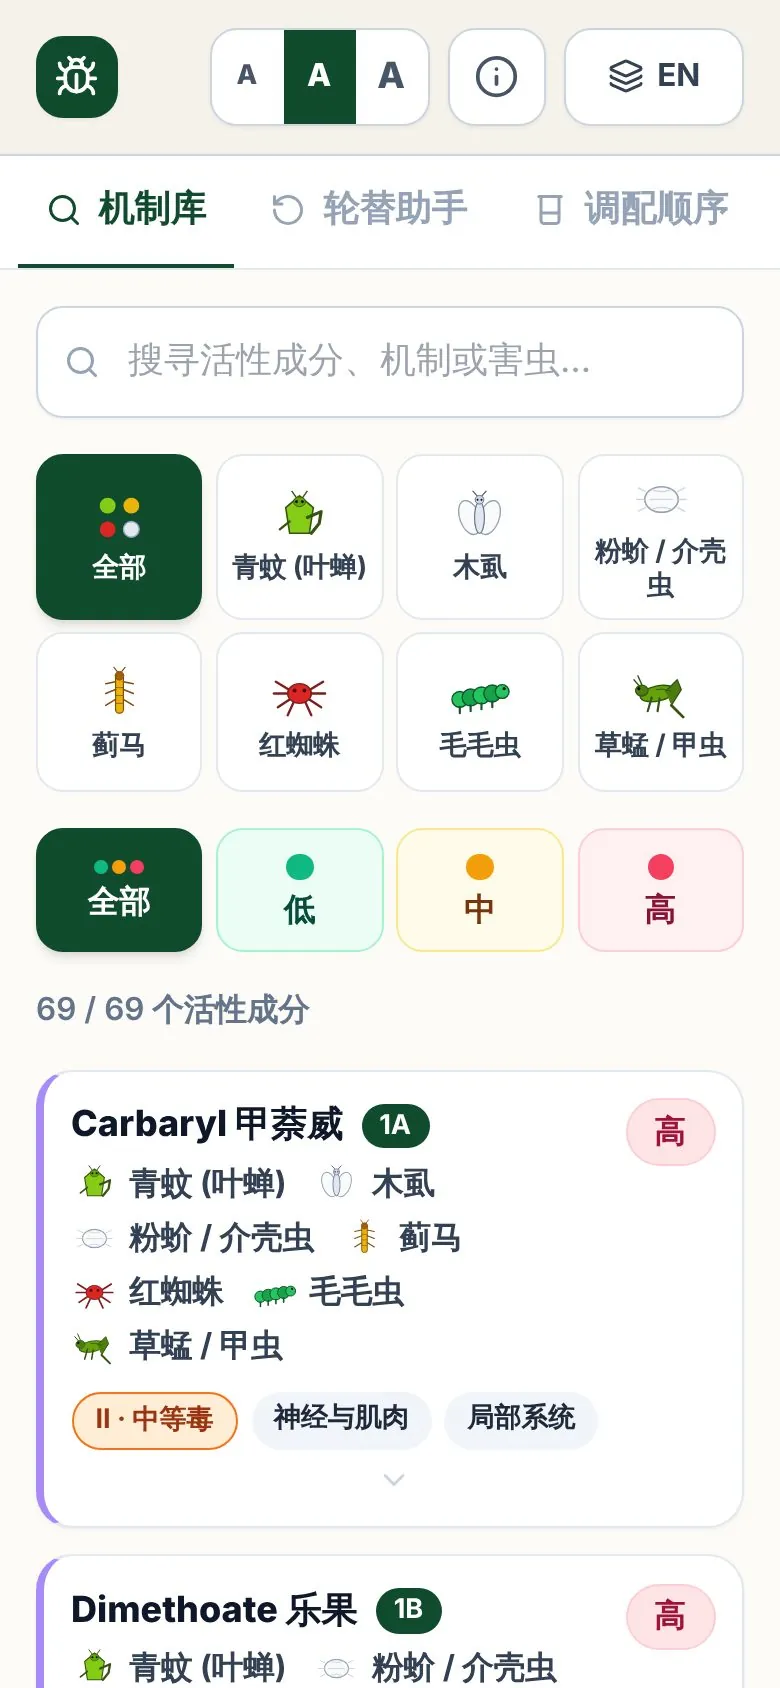 A A A EN
机制库 轮替助手 调配顺序
搜寻活性成分、机制或害虫...
全部 青蚊 (叶蝉) 木虱 粉蚧 / 介壳
虫
蓟马 红蜘蛛 毛毛虫 草蜢 / 甲虫
全部 低 中 高
69 / 69 个活性成分
Carbaryl 甲萘威 1A 高
青蚊 (叶蝉) 木虱
粉蚧 / 介壳虫 蓟马
红蜘蛛 毛毛虫
草蜢 / 甲虫
II · 中等毒 神经与肌肉 局部系统
Dimethoate 乐果 1B 高
青蚊 (叶蝉) 粉蚧 / 介壳虫